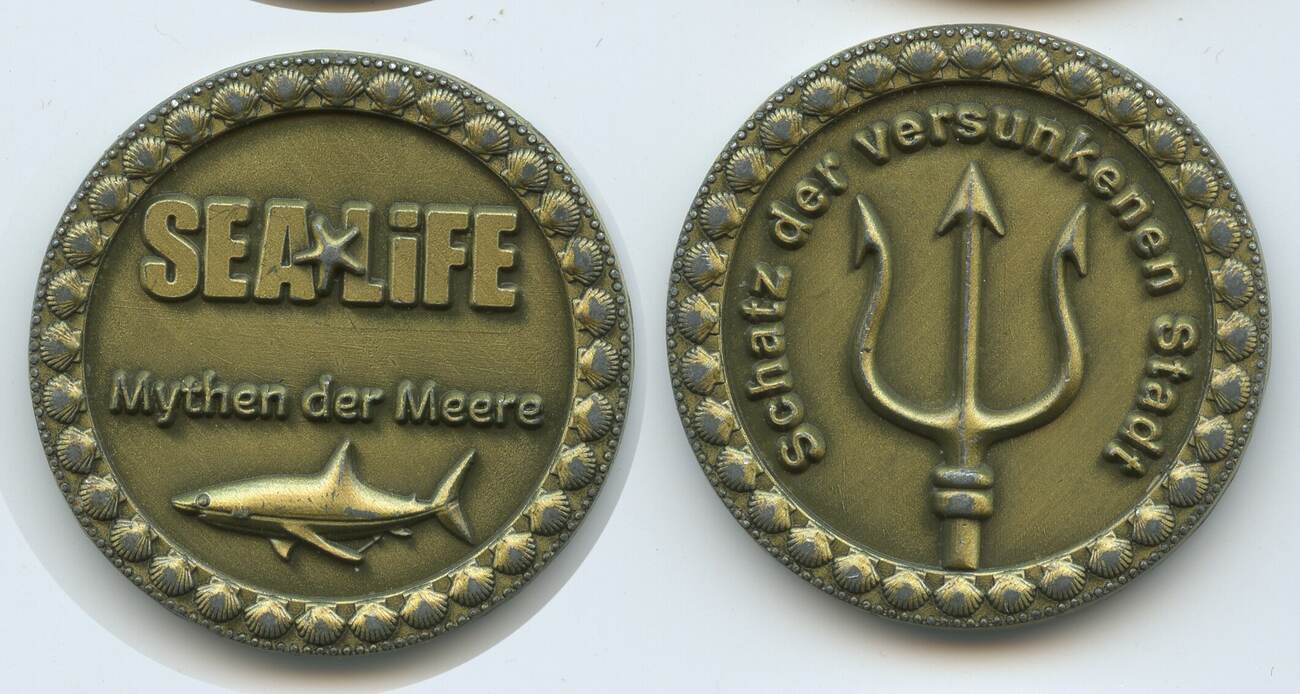 SEA LiFE
Mythen der Meere
Schatz der versunkenen Stadt